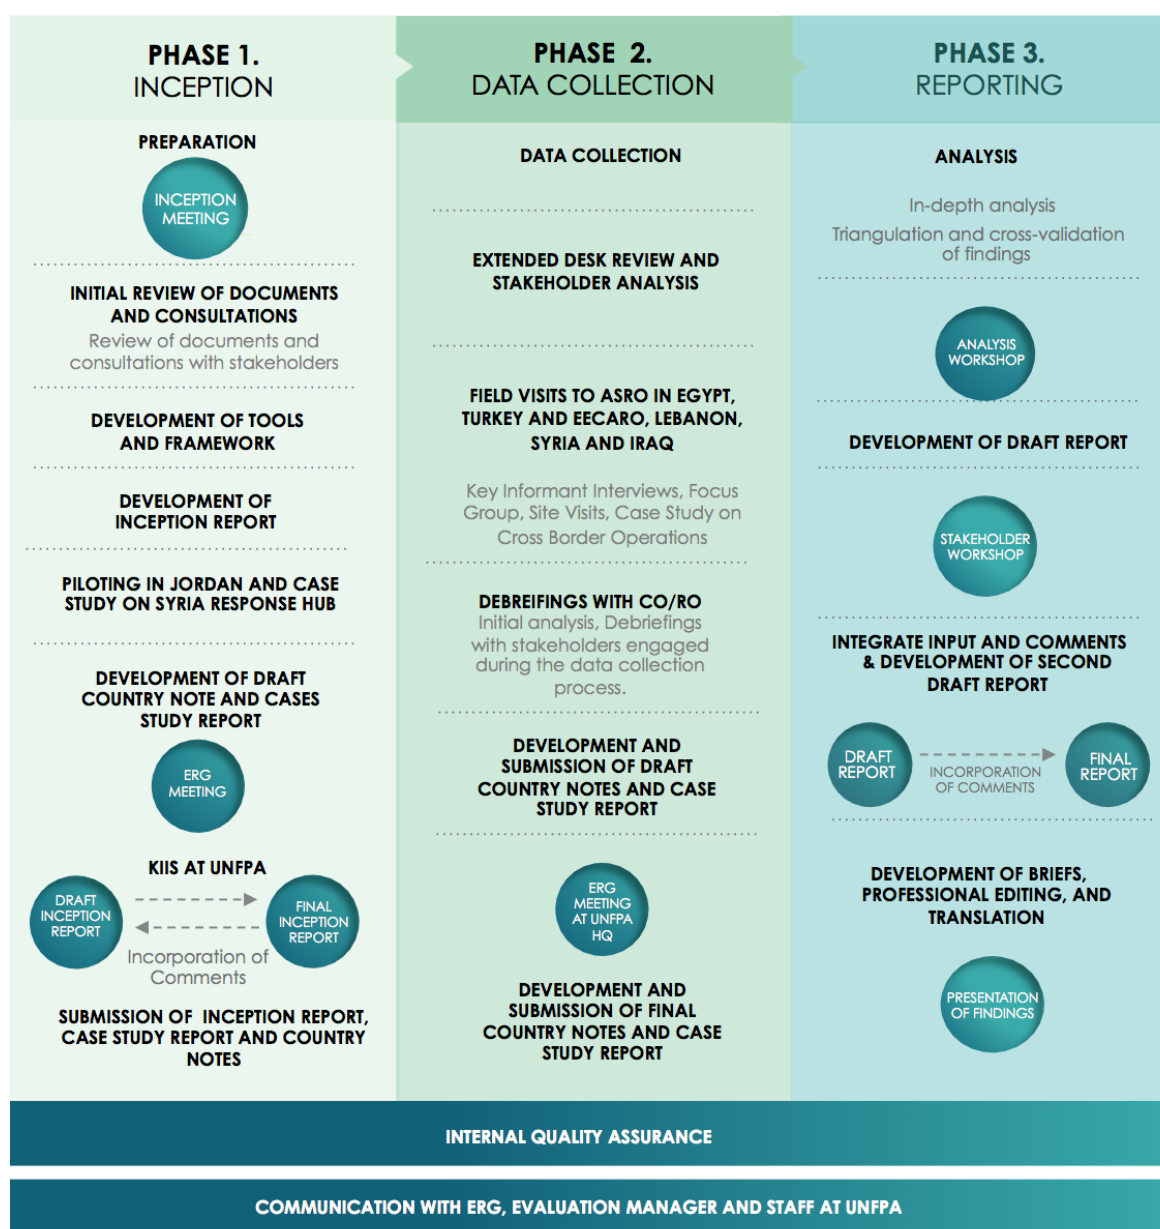 PHASE 1.
INCEPTION
PREPARATION
INCEPTION
MEETING
INITIAL REVIEW OF DOCUMENTS
AND CONSULTATIONS
Review of documents and
consultations with stakeholders
DEVELOPMENT OF TOOLS
AND FRAMEWORK
DEVELOPMENT OF
INCEPTION REPORT
PILOTING IN JORDAN AND CASE
STUDY ON SYRIA RESPONSE HUB
DEVELOPMENT OF DRAFT
COUNTRY NOTE AND CASES
STUDY REPORT
ERG
MEETING
KIIS AT UNFPA
DRAFT
INCEPTION
REPORT
FINAL
INCEPTION
REPORT
Incorporation of
Comments
SUBMISSION OF INCEPTION REPORT,
CASE STUDY REPORT AND COUNTRY
NOTES
PHASE 2.
DATA COLLECTION
DATA COLLECTION
EXTENDED DESK REVIEW AND
STAKEHOLDER ANALYSIS
FIELD VISITS TO ASRO IN EGYPT,
TURKEY AND EECARO, LEBANON,
SYRIA AND IRAQ
Key Informant Interviews, Focus
Group, Site Visits, Case Study on
Cross Border Operations
DEBREIFINGS WITH CO/RO
Initial analysis, Debriefings
with stakeholders engaged
during the data collection
process.
DEVELOPMENT AND
SUBMISSION OF DRAFT
COUNTRY NOTES AND CASE
STUDY REPORT
ERG
MEETING
AT UNFPA
HQ
DEVELOPMENT AND
SUBMISSION OF FINAL
COUNTRY NOTES AND CASE
STUDY REPORT
PHASE 3.
REPORTING
ANALYSIS
In-depth analysis
Triangulation and cross-validation
of findings
ANALYSIS
WORKSHOP
DEVELOPMENT OF DRAFT REPORT
STAKEHOLDER
WORKSHOP
INTEGRATE INPUT AND COMMENTS
& DEVELOPMENT OF SECOND
DRAFT REPORT
DRAFT
REPORT
INCORPORATION
OF COMMENTS
FINAL
REPORT
DEVELOPMENT OF BRIEFS,
PROFESSIONAL EDITING, AND
TRANSLATION
PRESENTATION
OF FINDINGS
INTERNAL QUALITY ASSURANCE
COMMUNICATION WITH ERG, EVALUATION MANAGER AND STAFF AT UNFPA